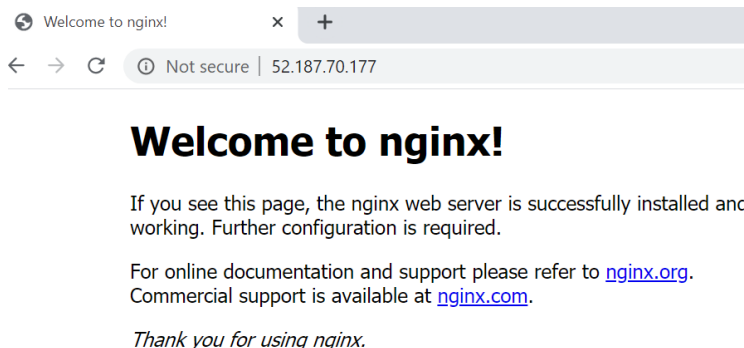 Welcome to nginx!
Not secure | 52.187.70.177
Welcome to nginx!
If you see this page, the nginx web server is successfully installed and
working. Further configuration is required.
For online documentation and support please refer to nginx.org.
Commercial support is available at nginx.com.
Thank you for using nginx.